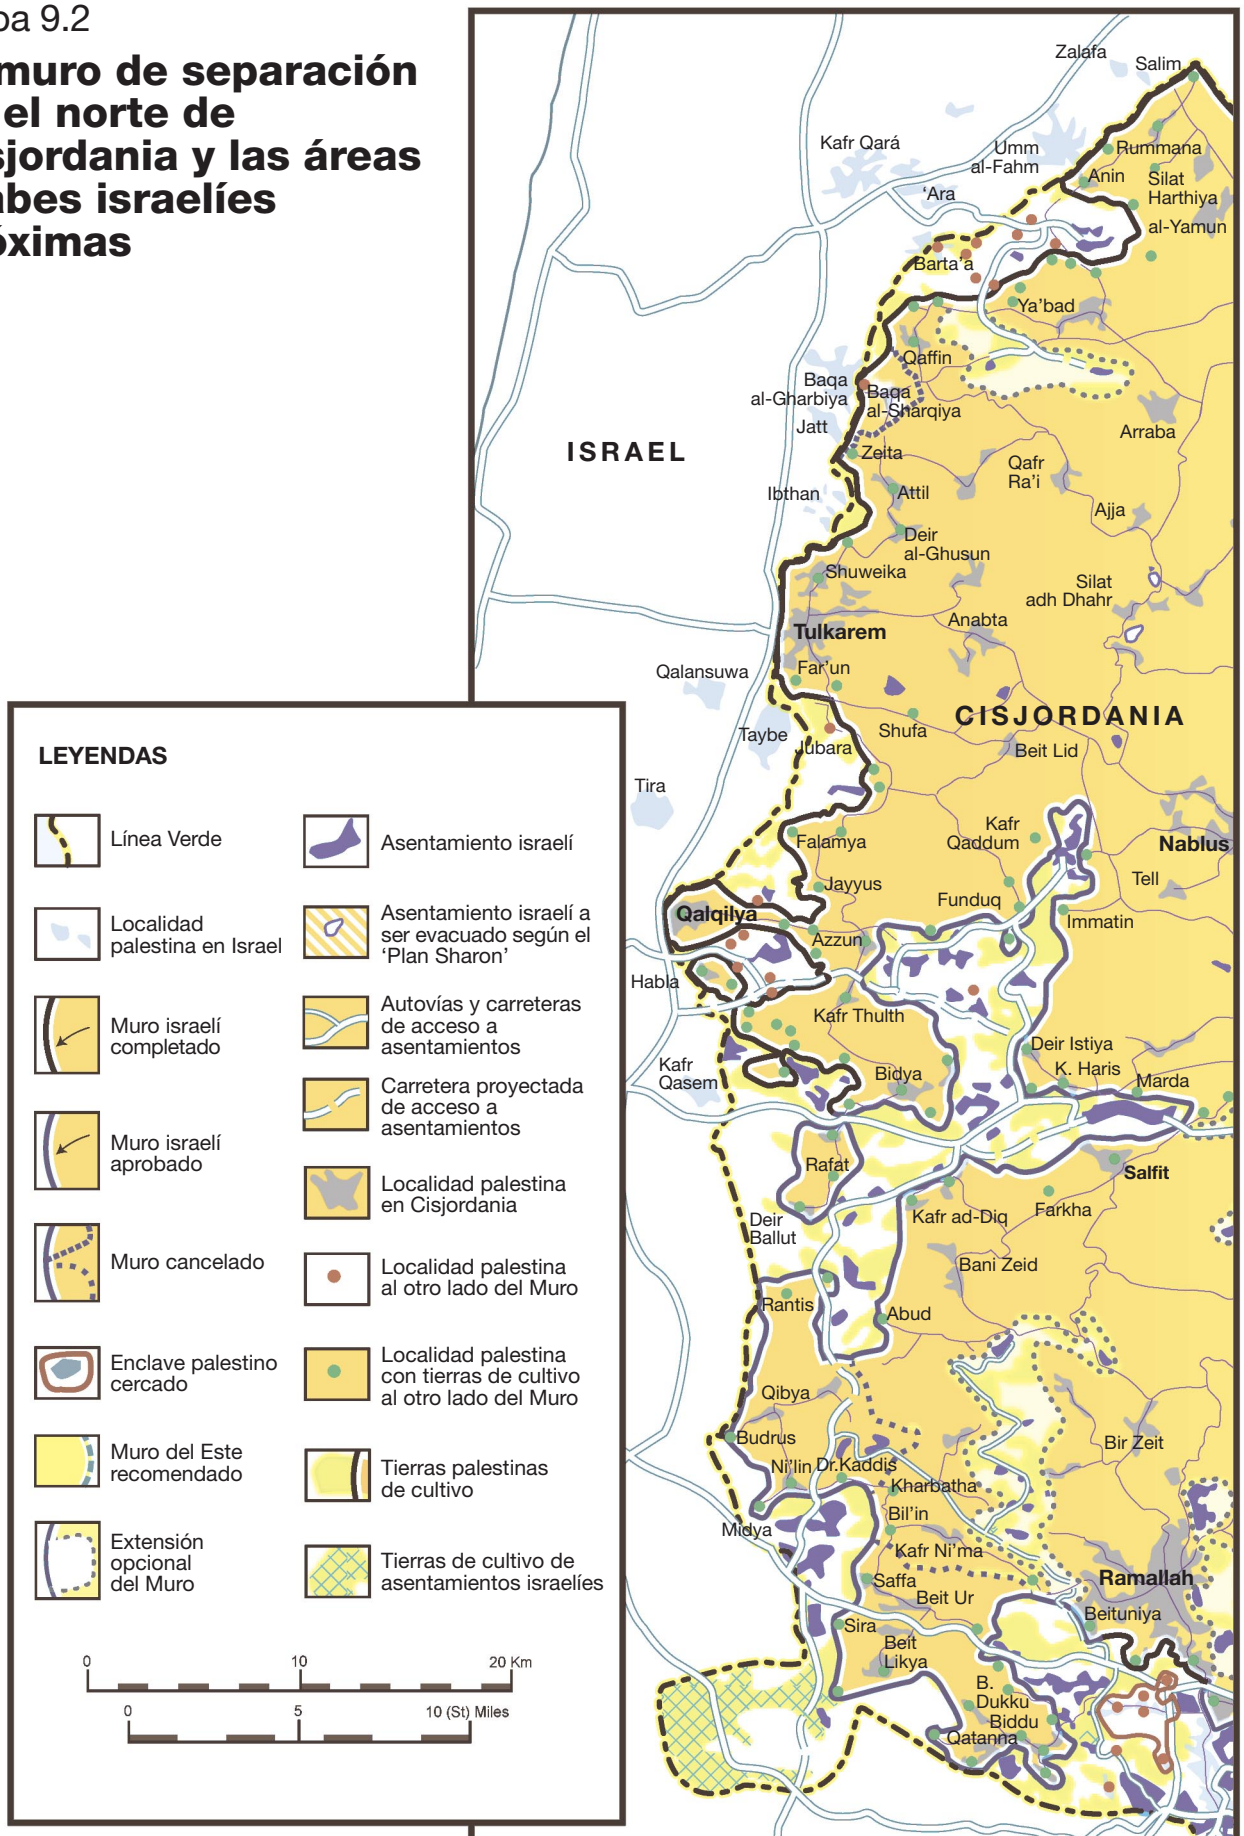 pa 9.2
muro de separación
el norte de
sjordania y las áreas
abes israelíes
óximas
Zalafa
Salim
Kafr Qará
Umm
al-Fahm
Rummana
Anin
Silat
Harthiya
'Ara
al-Yamun
Barta'a
Ya'bad
Qaffin
Baqa
al-Gharbiya
Baqa
al-Sharqiya
Jatt
Arraba
ISRAEL
Zeita
Qafr
Ra'i
Ibthan
Attil
Ajja
Deir
al-Ghusun
Shuweika
Silat
adh Dhahr
Anabta
Tulkarem
Far'un
Qalansuwa
CISJORDANIA
Taybe
Jubara
Shufa
Beit Lid
Tira
Falamya
Kafr
Qaddum
Nablus
Jayyus
Tell
Funduq
Qalqilya
Immatin
Azzun
Habla
Kafr Thulth
Deir Istiya
Kafr
Qasem
Bidya
K. Haris
Marda
Rafat
Salfit
Deir
Ballut
Kafr ad-Diq
Farkha
Bani Zeid
Rantis
Abud
Qibya
Budrus
Bir Zeit
Ni'lin
Dr.Kaddis
Kharbatha
Midya
Bil'in
Kafr Ni'ma
Saffa
Ramallah
Beit Ur
Beituniya
Sira
Beit
Likya
B.
Dukku
Biddu
Qatanna
LEYENDAS
Línea Verde
Localidad
palestina en Israel
Muro israelí
completado
Muro israelí
aprobado
Muro cancelado
Enclave palestino
cercado
Muro del Este
recomendado
Extensión
opcional
del Muro
Asentamiento israelí
Asentamiento israelí a
ser evacuado según el
'Plan Sharon'
Autovías y carreteras
de acceso a
asentamientos
Carretera proyectada
de acceso a
asentamientos
Localidad palestina
en Cisjordania
Localidad palestina
al otro lado del Muro
Localidad palestina
con tierras de cultivo
al otro lado del Muro
Tierras palestinas
de cultivo
Tierras de cultivo de
asentamientos israelíes
0 10 20 Km
0 5 10 (St) Miles